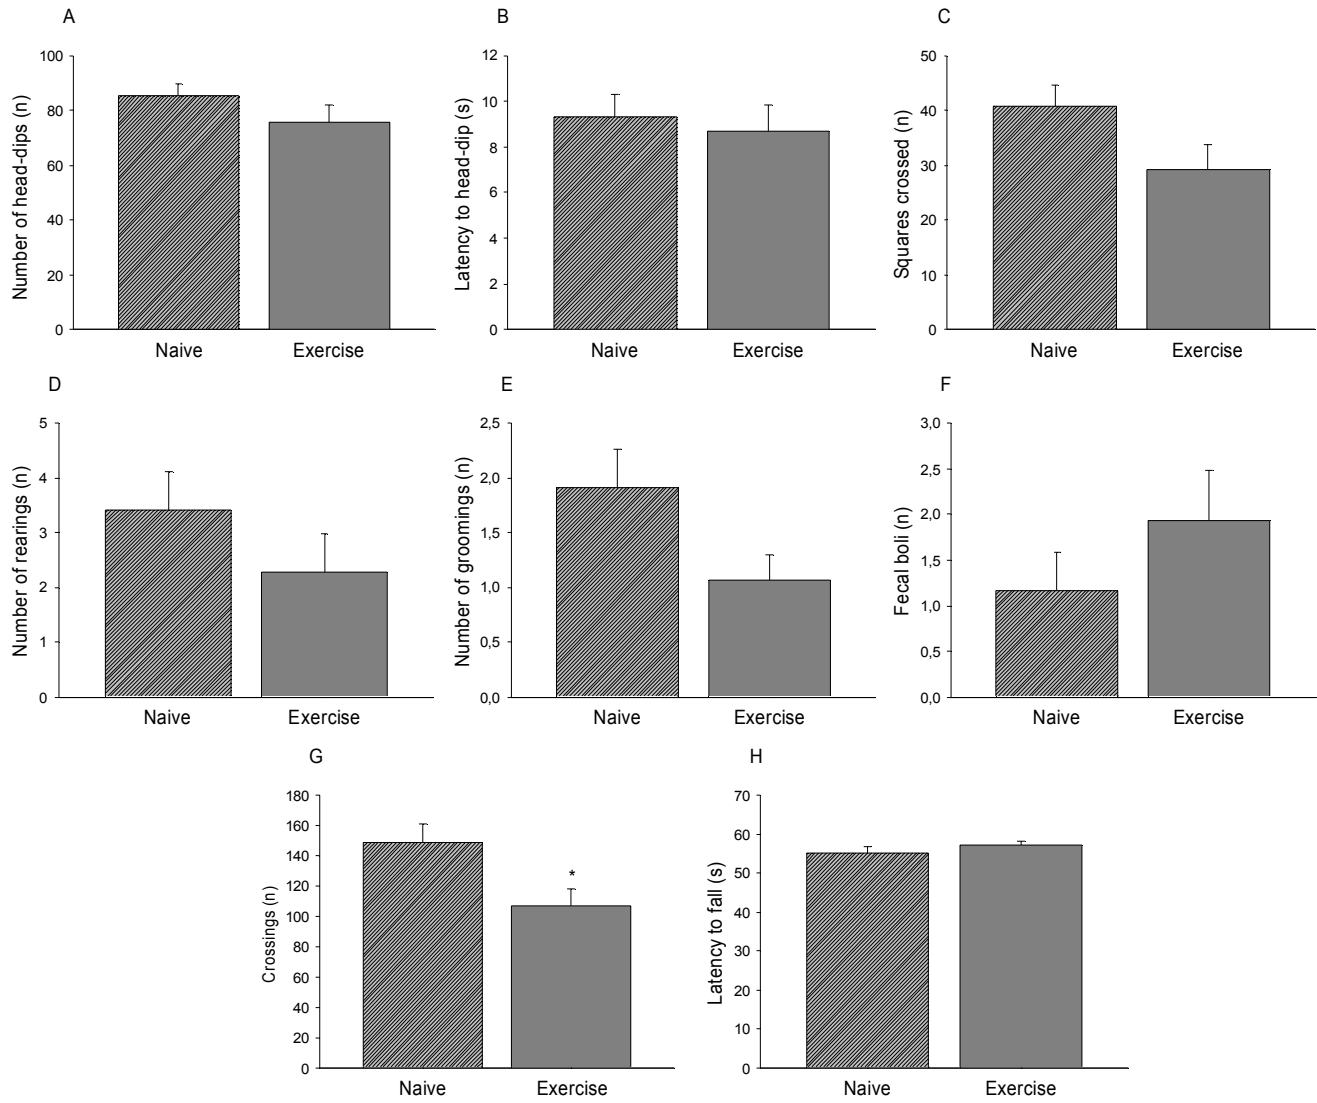 A
Number of head-dips (n)
100
80
60
40
20
0
Naive Exercise
B
Latency to head-dip (s)
12
10
8
6
4
2
0
Naive Exercise
C
Squares crossed (n)
50
40
30
20
10
0
Naive Exercise
D
Number of rearings (n)
5
4
3
2
1
0
Naive Exercise
E
Number of groomings (n)
2,5
2,0
1,5
1,0
0,5
0,0
Naive Exercise
F
Fecal boli (n)
3,0
2,5
2,0
1,5
1,0
0,5
0,0
Naive Exercise
G
Crossings (n)
180
160
140
120
100
80
60
40
20
0
*
Naive Exercise
H
Latency to fall (s)
70
60
50
40
30
20
10
0
Naive Exercise